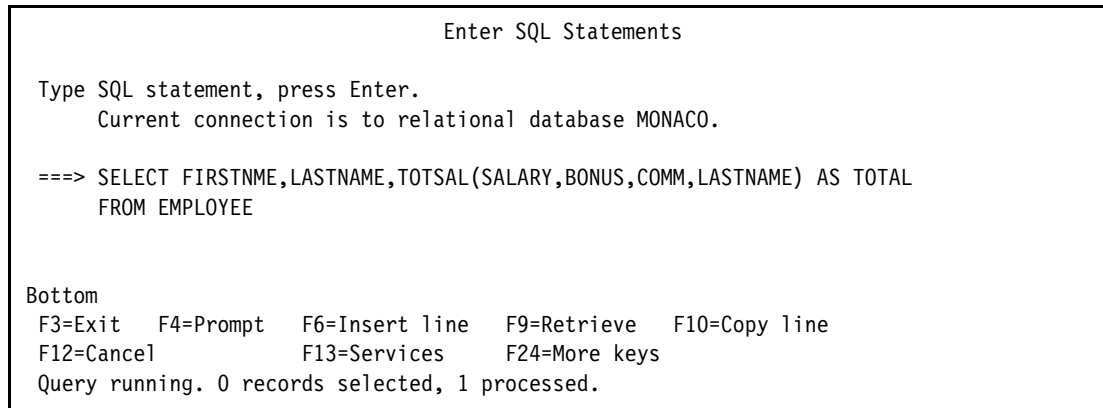 Enter SQL Statements
Type SQL statement, press Enter.
Current connection is to relational database MONACO.
===> SELECT FIRSTNME,LASTNAME,TOTSAL(SALARY,BONUS,COMM,LASTNAME) AS TOTAL
FROM EMPLOYEE
Bottom
F3=Exit F4=Prompt F6=Insert line F9=Retrieve F10=Copy line
F12=Cancel F13=Services F24=More keys
Query running. 0 records selected, 1 processed.